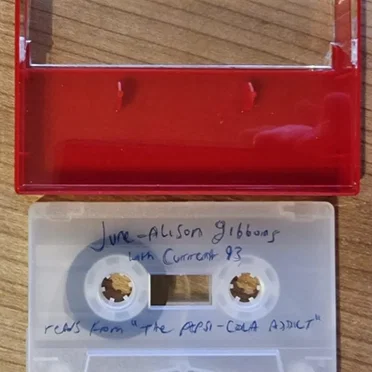 June-Alison Gibbons
with Current 93
reads from "The PEPSI-COLA ADDICT"